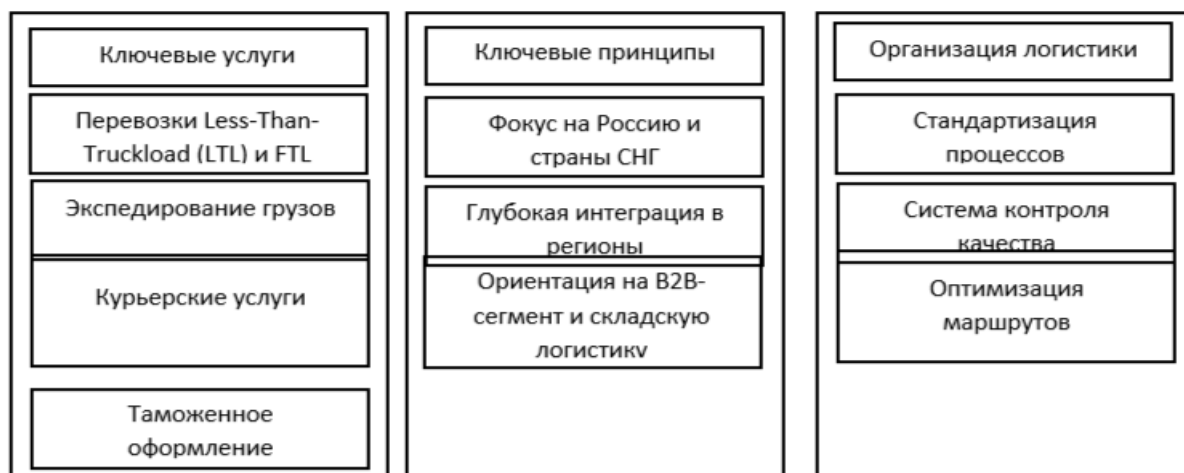 Ключевые услуги
Перевозки Less-Than-
Truckload (LTL) и FTL
Экспедирование грузов
Курьерские услуги
Таможенное
оформление
Ключевые принципы
Фокус на Россию и
страны СНГ
Глубокая интеграция в
регионы
Ориентация на B2B-
сегмент и складскую
логистику
Организация логистики
Стандартизация
процессов
Система контроля
качества
Оптимизация
маршрутов